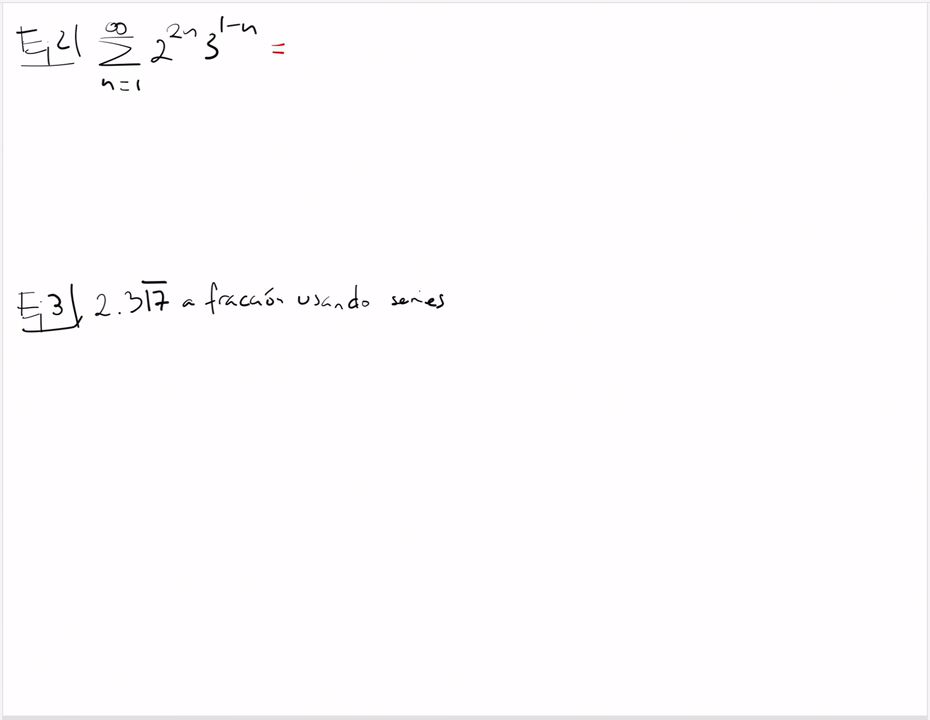 Ej 2| ∑_{n=1}^{∞} 2^{2n} 3^{1-n} =
Ej 3| 2.3\overline{17} a fracción usando series